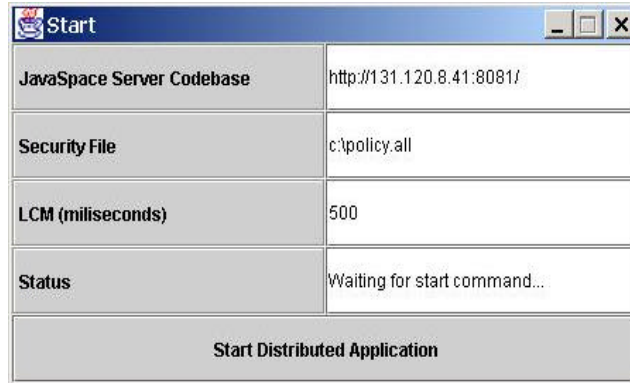 Start
JavaSpace Server Codebase http://131.120.8.41:8081/
Security File c:\policy.all
LCM (miliseconds) 500
Status Waiting for start command...
Start Distributed Application